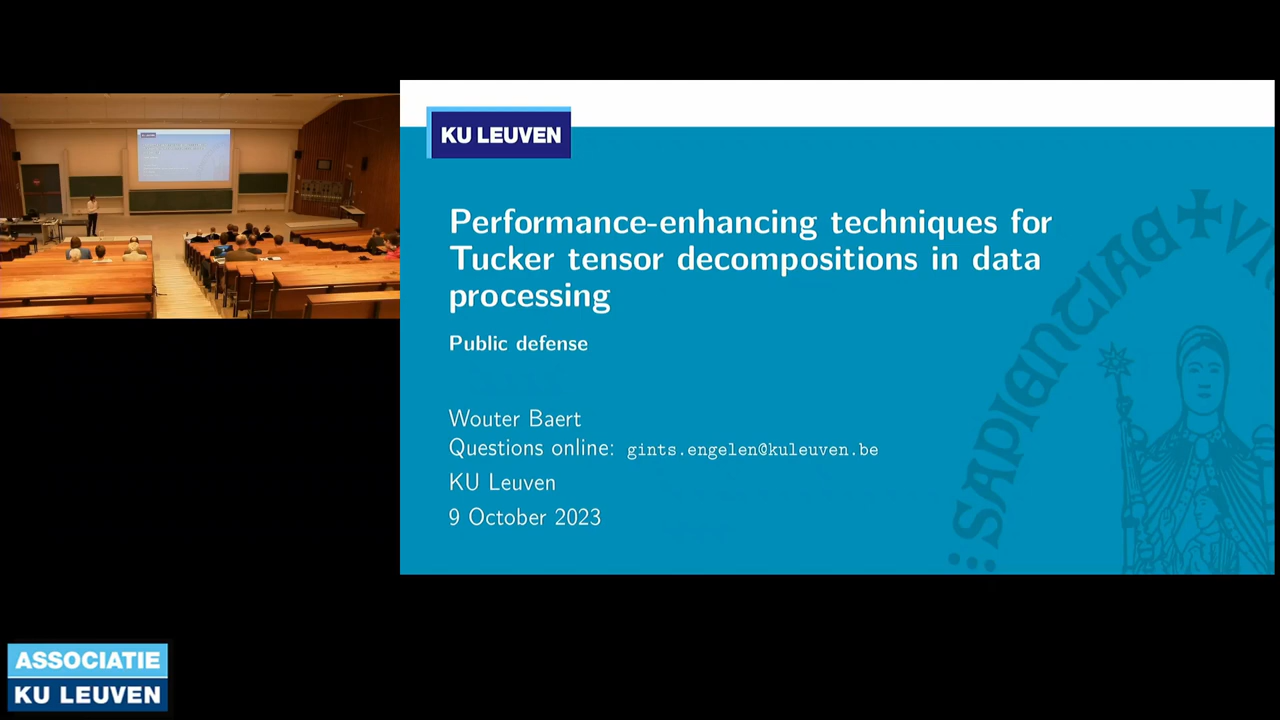 KU LEUVEN
Performance-enhancing techniques for
Tucker tensor decompositions in data
processing
Public defense
Wouter Baert
Questions online: gints.engelen@kuleuven.be
KU Leuven
9 October 2023
SAPIENTIAE
ASSOCIATIE
KU LEUVEN